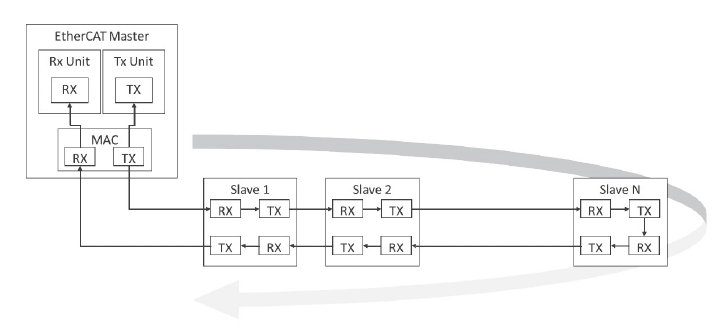 EtherCAT Master
Rx Unit
Tx Unit
RX
TX
MAC
RX
TX
Slave 1
Slave 2
Slave N
RX
TX
RX
TX
RX
TX
TX
RX
TX
RX
TX
RX